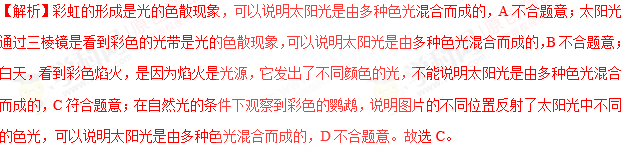 【解析】彩虹的形成是光的色散现象，可以说明太阳光是由多种色光混合而成的，A 不合题意；太阳光
通过三棱镜是看到彩色的光带是光的色散现象，可以说明太阳光是由多种色光混合而成的，B 不合题意；
白天，看到彩色焰火，是因为焰火是光源，它发出了不同颜色的光，不能说明太阳光是由多种色光混合
而成的，C 符合题意；在自然光的条件下观察到彩色的鹦鹉，说明图片的不同位置反射了太阳光中不同
的色光，可以说明太阳光是由多种色光混合而成的，D 不合题意。故选 C。